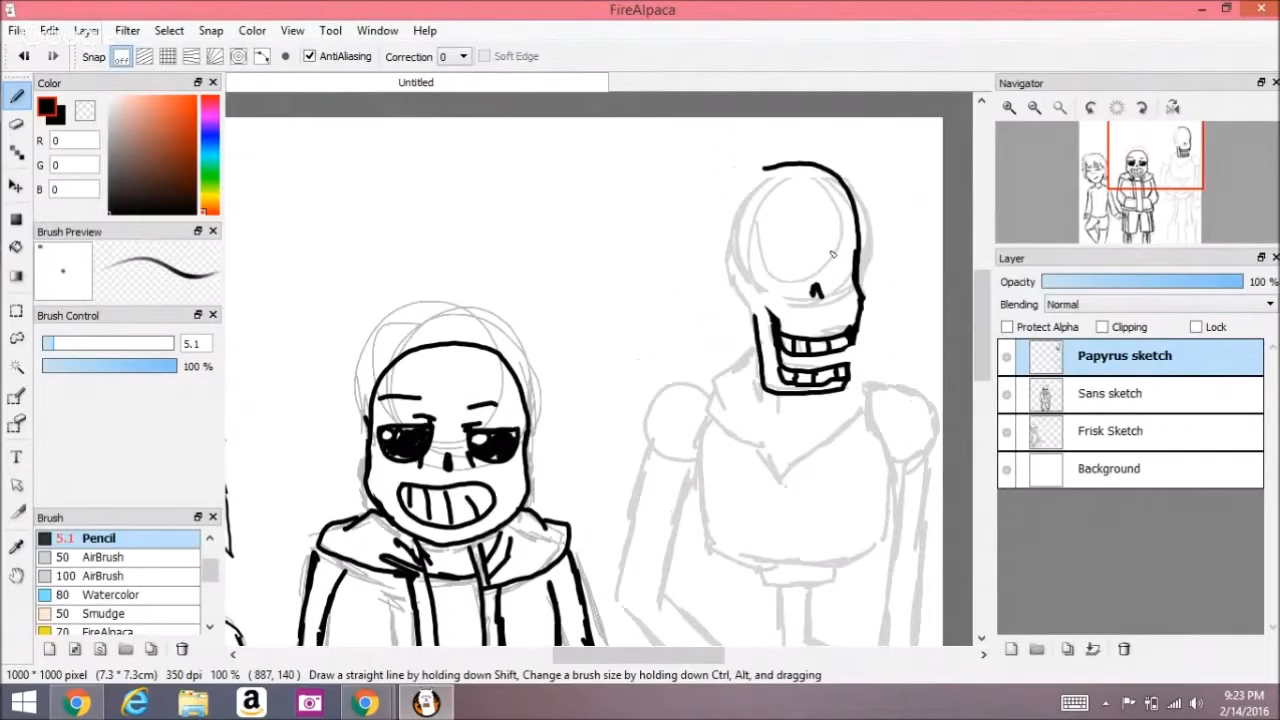 FireAlpaca
File Edit Layer Filter Select Snap Color View Tool Window Help
Snap off AntiAliasing Correction 0 Soft Edge
Color
Untitled
Navigator
R 0
G 0
B 0
Brush Preview
Layer
Opacity 100 %
Blending Normal
Brush Control
Protect Alpha Clipping Lock
5.1
100 %
Papyrus sketch
Sans sketch
Frisk Sketch
Background
Brush
5.1 Pencil
50 AirBrush
100 AirBrush
80 Watercolor
50 Smudge
70 FireAlpaca
1000 * 1000 pixel (7.3 * 7.3cm) 350 dpi 100 % ( 887, 140 ) Draw a straight line by holding down Shift, Change a brush size by holding down Ctrl, Alt, and dragging
9:23 PM
2/14/2016